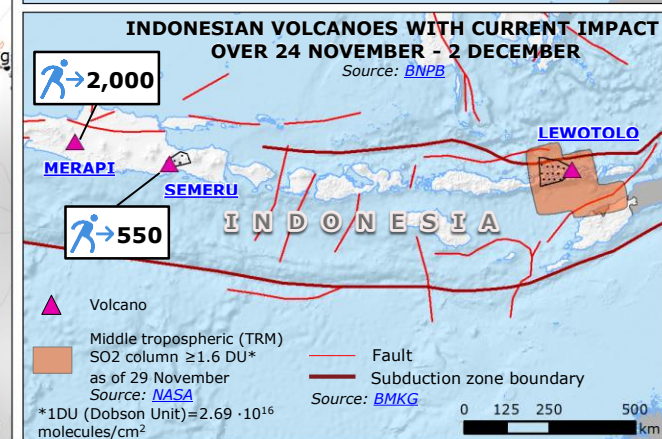 INDONESIAN VOLCANOES WITH CURRENT IMPACT
OVER 24 NOVEMBER - 2 DECEMBER
Source: BNPB
g
2,000
LEWOTOLO
MERAPI
SEMERU
550
INDONESIA
Volcano
Middle tropospheric (TRM)
SO2 column ≥1.6 DU*
as of 29 November
Source: NASA
*1DU (Dobson Unit)=2.69 ·10¹⁶
molecules/cm²
Fault
Subduction zone boundary
Source: BMKG
0 125 250 500
km